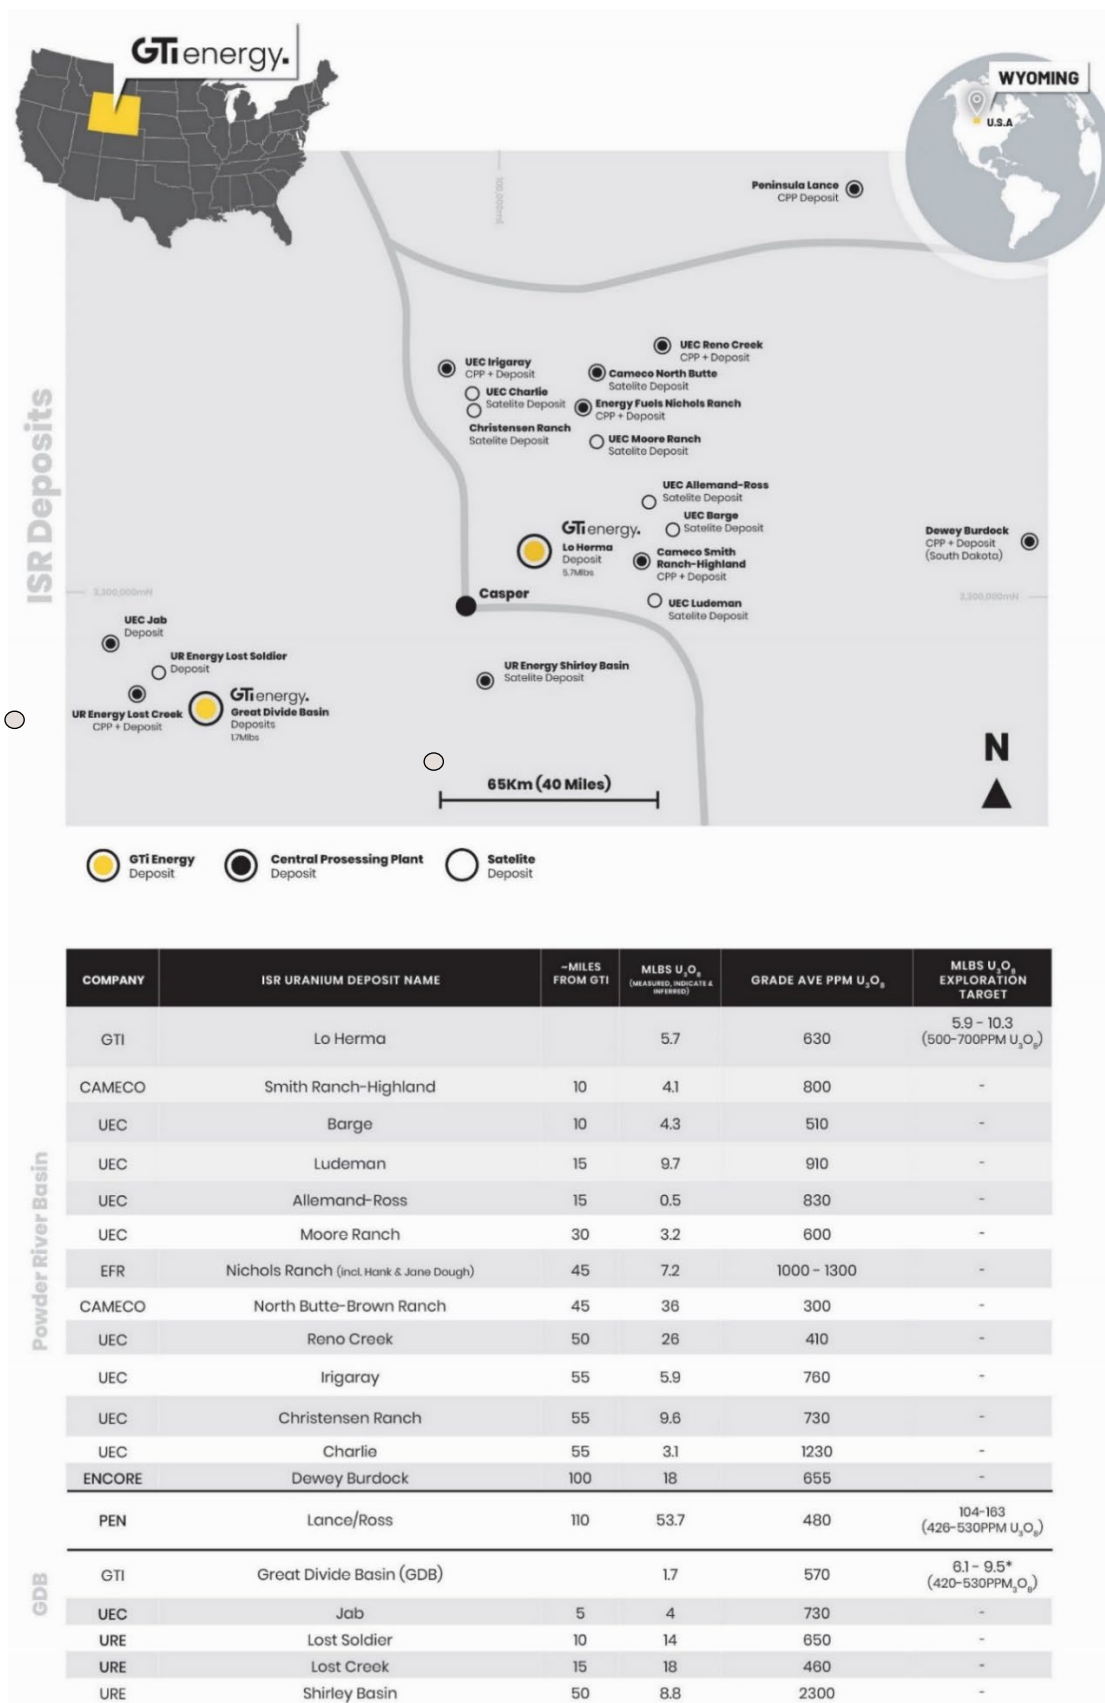 GTi energy.
WYOMING
U.S.A
ISR Deposits
300,000mE
Peninsula Lance
CPP Deposit
UEC Reno Creek
CPP + Deposit
UEC Irigaray
CPP + Deposit
Cameco North Butte
Satelite Deposit
UEC Charlie
Satelite Deposit
Energy Fuels Nichols Ranch
CPP + Deposit
Christensen Ranch
Satelite Deposit
UEC Moore Ranch
Satelite Deposit
UEC Allemand-Ross
Satelite Deposit
UEC Barge
Satelite Deposit
GTi energy.
Lo Herma
Deposit
5.7Mlbs
Cameco Smith
Ranch-Highland
CPP + Deposit
Dewey Burdock
CPP + Deposit
(South Dakota)
Casper
3,300,000mN
3,300,000mN
UEC Ludeman
Satelite Deposit
UEC Jab
Deposit
UR Energy Lost Soldier
Deposit
UR Energy Shirley Basin
Satelite Deposit
UR Energy Lost Creek
CPP + Deposit
GTi energy.
Great Divide Basin
Deposits
1.7Mlbs
N
65Km (40 Miles)
GTi Energy
Deposit
Central Prosessing Plant
Deposit
Satelite
Deposit
COMPANY ISR URANIUM DEPOSIT NAME ~MILES FROM GTI MLBS U3O8 (MEASURED, INDICATE & INFERRED) GRADE AVE PPM U3O8 MLBS U3O8 EXPLORATION TARGET
Powder River Basin
GTI Lo Herma 5.7 630 5.9 - 10.3 (500-700PPM U3O8)
CAMECO Smith Ranch-Highland 10 4.1 800 -
UEC Barge 10 4.3 510 -
UEC Ludeman 15 9.7 910 -
UEC Allemand-Ross 15 0.5 830 -
UEC Moore Ranch 30 3.2 600 -
EFR Nichols Ranch (incl. Hank & Jane Dough) 45 7.2 1000 - 1300 -
CAMECO North Butte-Brown Ranch 45 36 300 -
UEC Reno Creek 50 26 410 -
UEC Irigaray 55 5.9 760 -
UEC Christensen Ranch 55 9.6 730 -
UEC Charlie 55 3.1 1230 -
ENCORE Dewey Burdock 100 18 655 -
PEN Lance/Ross 110 53.7 480 104-163 (426-530PPM U3O8)
GDB
GTI Great Divide Basin (GDB) 1.7 570 6.1 - 9.5* (420-530PPM3O8)
UEC Jab 5 4 730 -
URE Lost Soldier 10 14 650 -
URE Lost Creek 15 18 460 -
URE Shirley Basin 50 8.8 2300 -